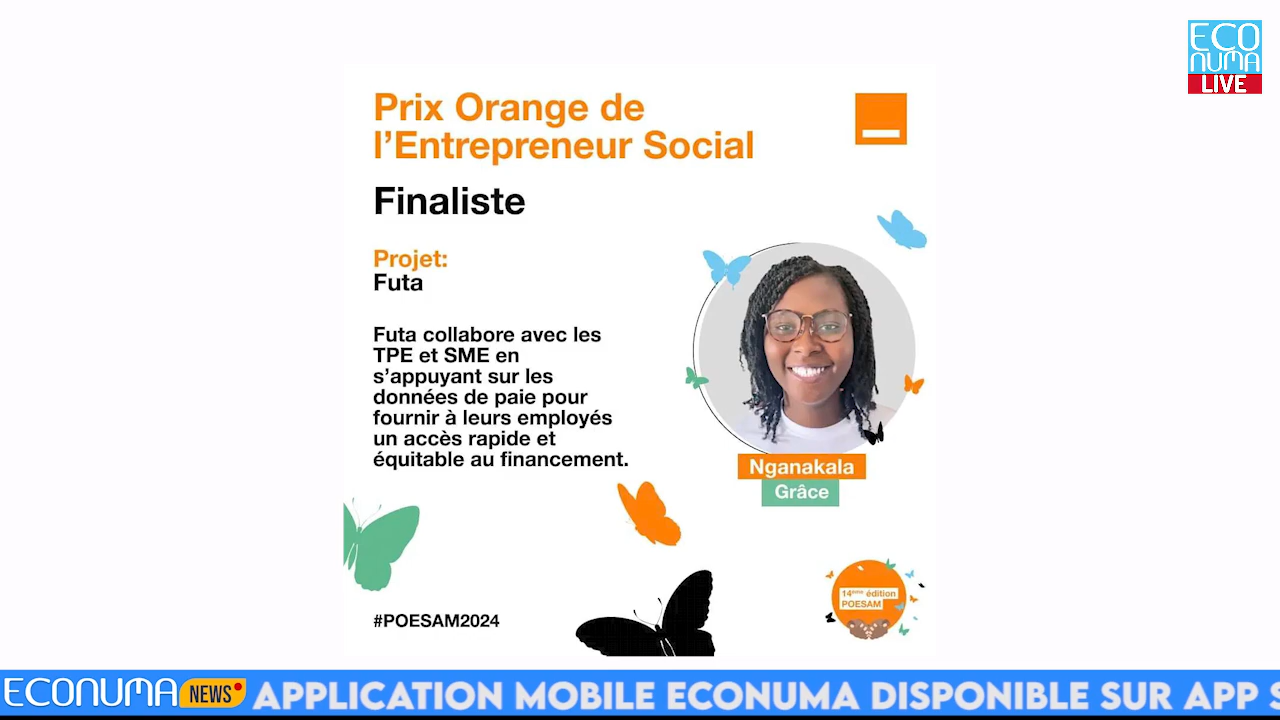 ECO
NUMA
LIVE
Prix Orange de
l’Entrepreneur Social
Finaliste
Projet:
Futa
Futa collabore avec les
TPE et SME en
s’appuyant sur les
données de paie pour
fournir à leurs employés
un accès rapide et
équitable au financement.
Nganakala
Grâce
14ème édition
POESAM
#POESAM2024
ECONUMA NEWS APPLICATION MOBILE ECONUMA DISPONIBLE SUR APP S